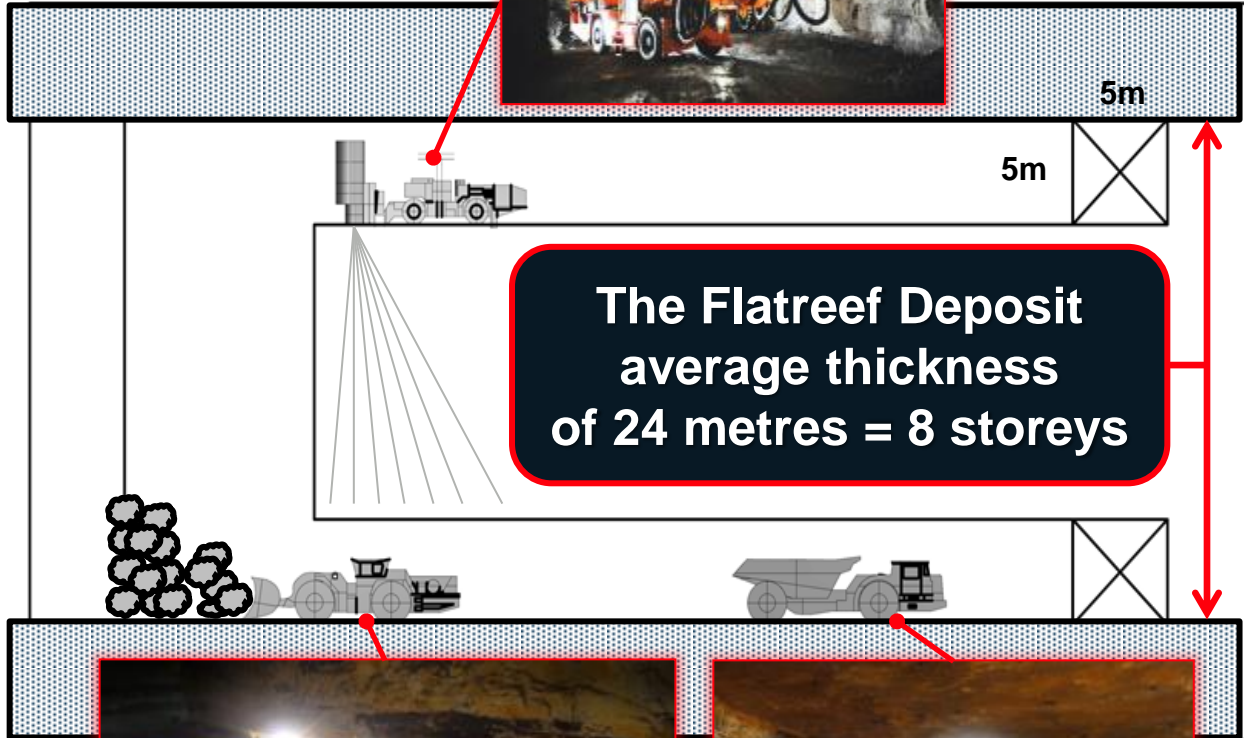 5m
5m
The Flatreef Deposit
average thickness
of 24 metres = 8 storeys